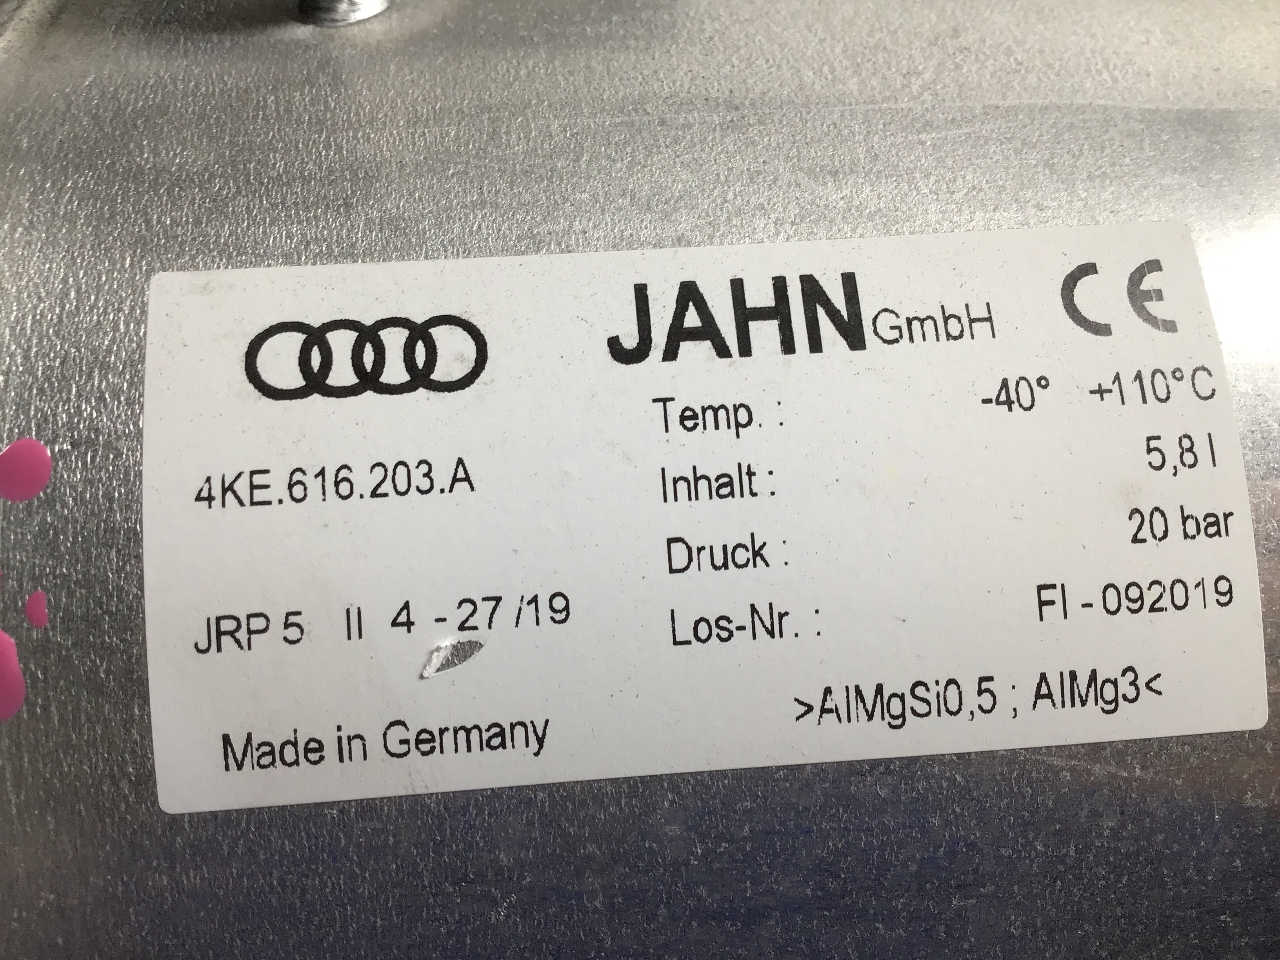 JAHN GmbH CE
Temp. : -40° +110°C
4KE.616.203.A
Inhalt : 5,8 l
Druck : 20 bar
JRP 5 II 4 - 27 /19
Los-Nr. : FI - 092019
Made in Germany
>AlMgSi0,5 ; AlMg3<